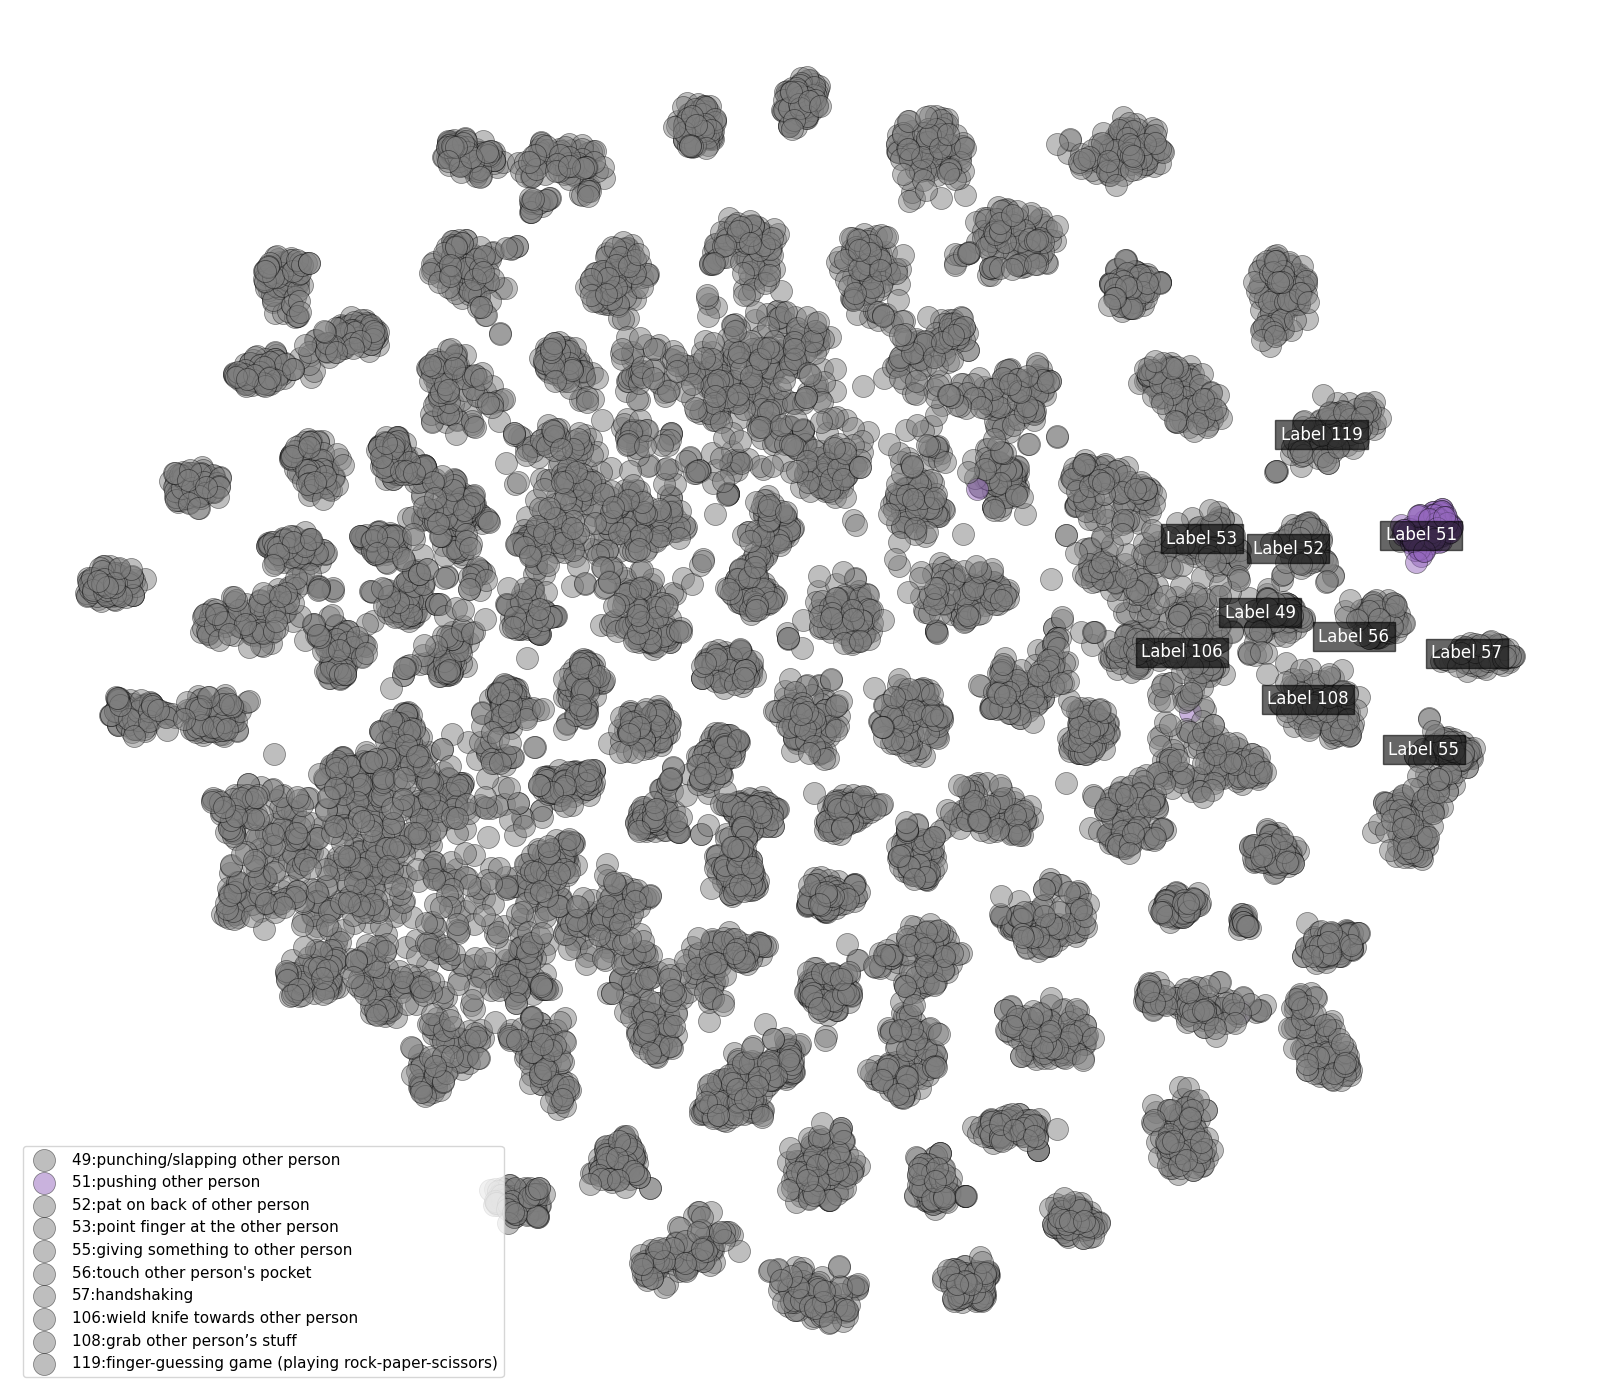 Label 119
Label 51
Label 53
Label 52
Label 49
Label 56
Label 106
Label 57
Label 108
Label 55
49:punching/slapping other person
51:pushing other person
52:pat on back of other person
53:point finger at the other person
55:giving something to other person
56:touch other person's pocket
57:handshaking
106:wield knife towards other person
108:grab other person’s stuff
119:finger-guessing game (playing rock-paper-scissors)